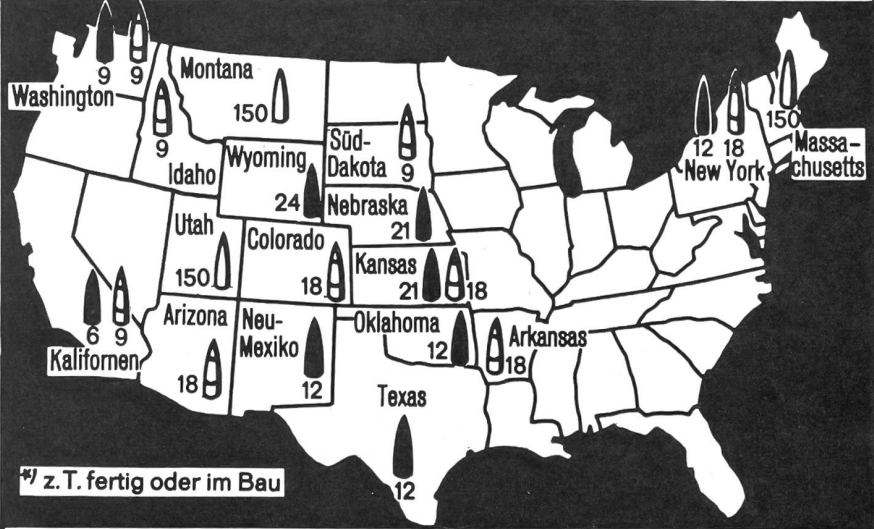 9 9
Washington
Montana
150
9
Idaho
Wyoming
24
Süd-
Dakota
9
Nebraska
21
Utah
150
Colorado
18
Kansas
21 18
6 9
Kalifornen
Arizona
18
Neu-
Mexiko
12
Oklahoma
12
Arkansas
18
Texas
12
12 18
New York
150
Massa-
chusetts
*) z.T. fertig oder im Bau